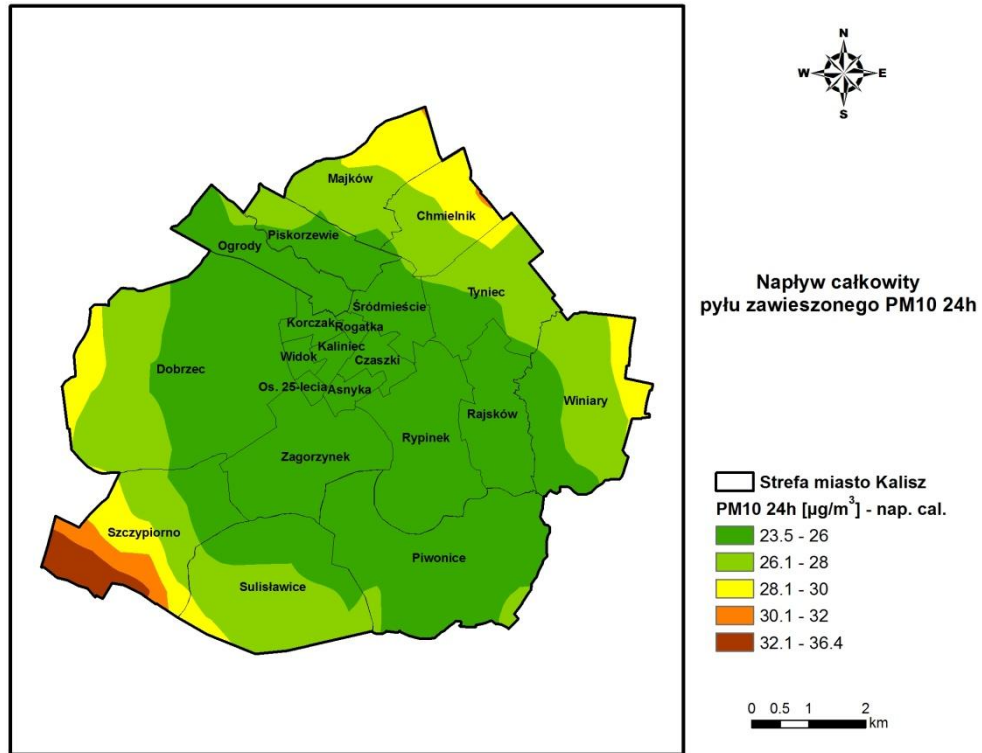 N
W E
S
Majków
Chmielnik
Piskorzewie
Ogrody
Tyniec
Śródmieście
Korczak Rogatka
Kaliniec
Widok
Czaszki
Dobrzec
Os. 25-lecia
Asnyka
Winiary
Rajsków
Rypinek
Zagorzynek
Szczypiorno
Piwonice
Sulisławice
Napływ całkowity
pyłu zawieszonego PM10 24h
Strefa miasto Kalisz
PM10 24h [µg/m³] - nap. cal.
23.5 - 26
26.1 - 28
28.1 - 30
30.1 - 32
32.1 - 36.4
0 0.5 1 2
km